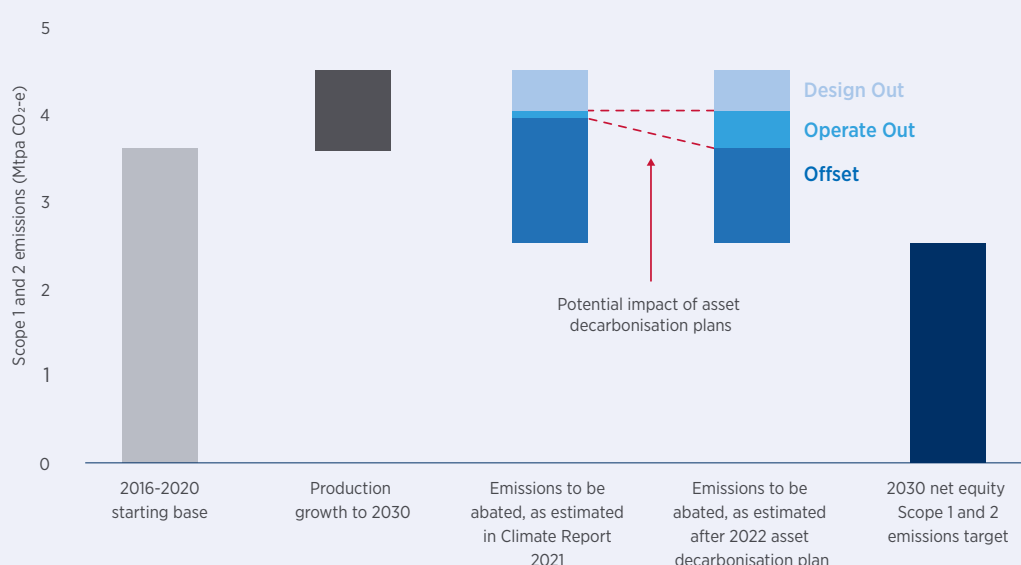 Scope 1 and 2 emissions (Mtpa CO₂-e)
5
4
3
2
1
0
Design Out
Operate Out
Offset
Potential impact of asset
decarbonisation plans
2016-2020
starting base
Production
growth to 2030
Emissions to be
abated, as estimated
in Climate Report
2021
Emissions to be
abated, as estimated
after 2022 asset
decarbonisation plan
2030 net equity
Scope 1 and 2
emissions target